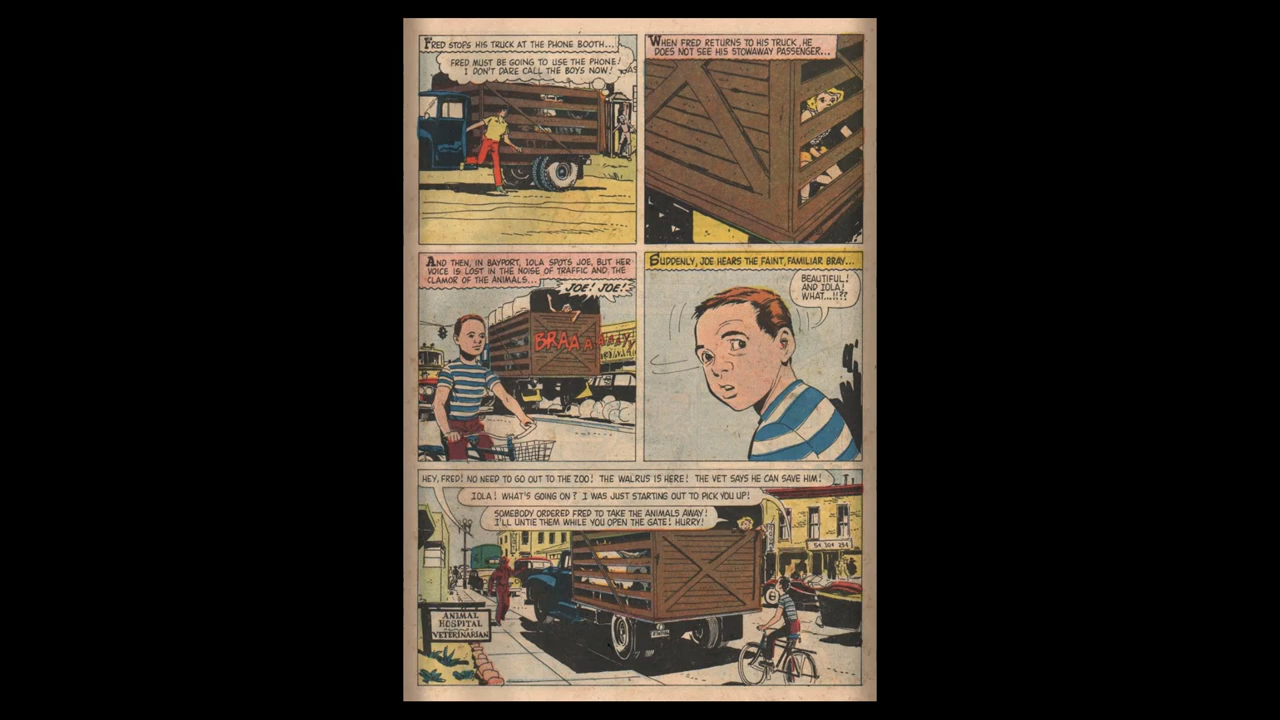 FRED STOPS HIS TRUCK AT THE PHONE BOOTH...
FRED MUST BE GOING TO USE THE PHONE!
I DON'T DARE CALL THE BOYS NOW!
WHEN FRED RETURNS TO HIS TRUCK, HE
DOES NOT SEE HIS STOWAWAY PASSENGER...
AND THEN, IN BAYPORT, IOLA SPOTS JOE, BUT HER
VOICE IS LOST IN THE NOISE OF TRAFFIC AND THE
CLAMOR OF THE ANIMALS...
JOE! JOE!
BRAAAAAYY
SUDDENLY, JOE HEARS THE FAINT, FAMILIAR BRAY...
BEAUTIFUL!
AND IOLA!
WHAT...!!??
HEY, FRED! NO NEED TO GO OUT TO THE ZOO! THE WALRUS IS HERE! THE VET SAYS HE CAN SAVE HIM!
IOLA! WHAT'S GOING ON? I WAS JUST STARTING OUT TO PICK YOU UP!
SOMEBODY ORDERED FRED TO TAKE THE ANIMALS AWAY!
I'LL UNTIE THEM WHILE YOU OPEN THE GATE! HURRY!
5¢ 10¢ 25¢
ANIMAL
HOSPITAL
VETERINARIAN